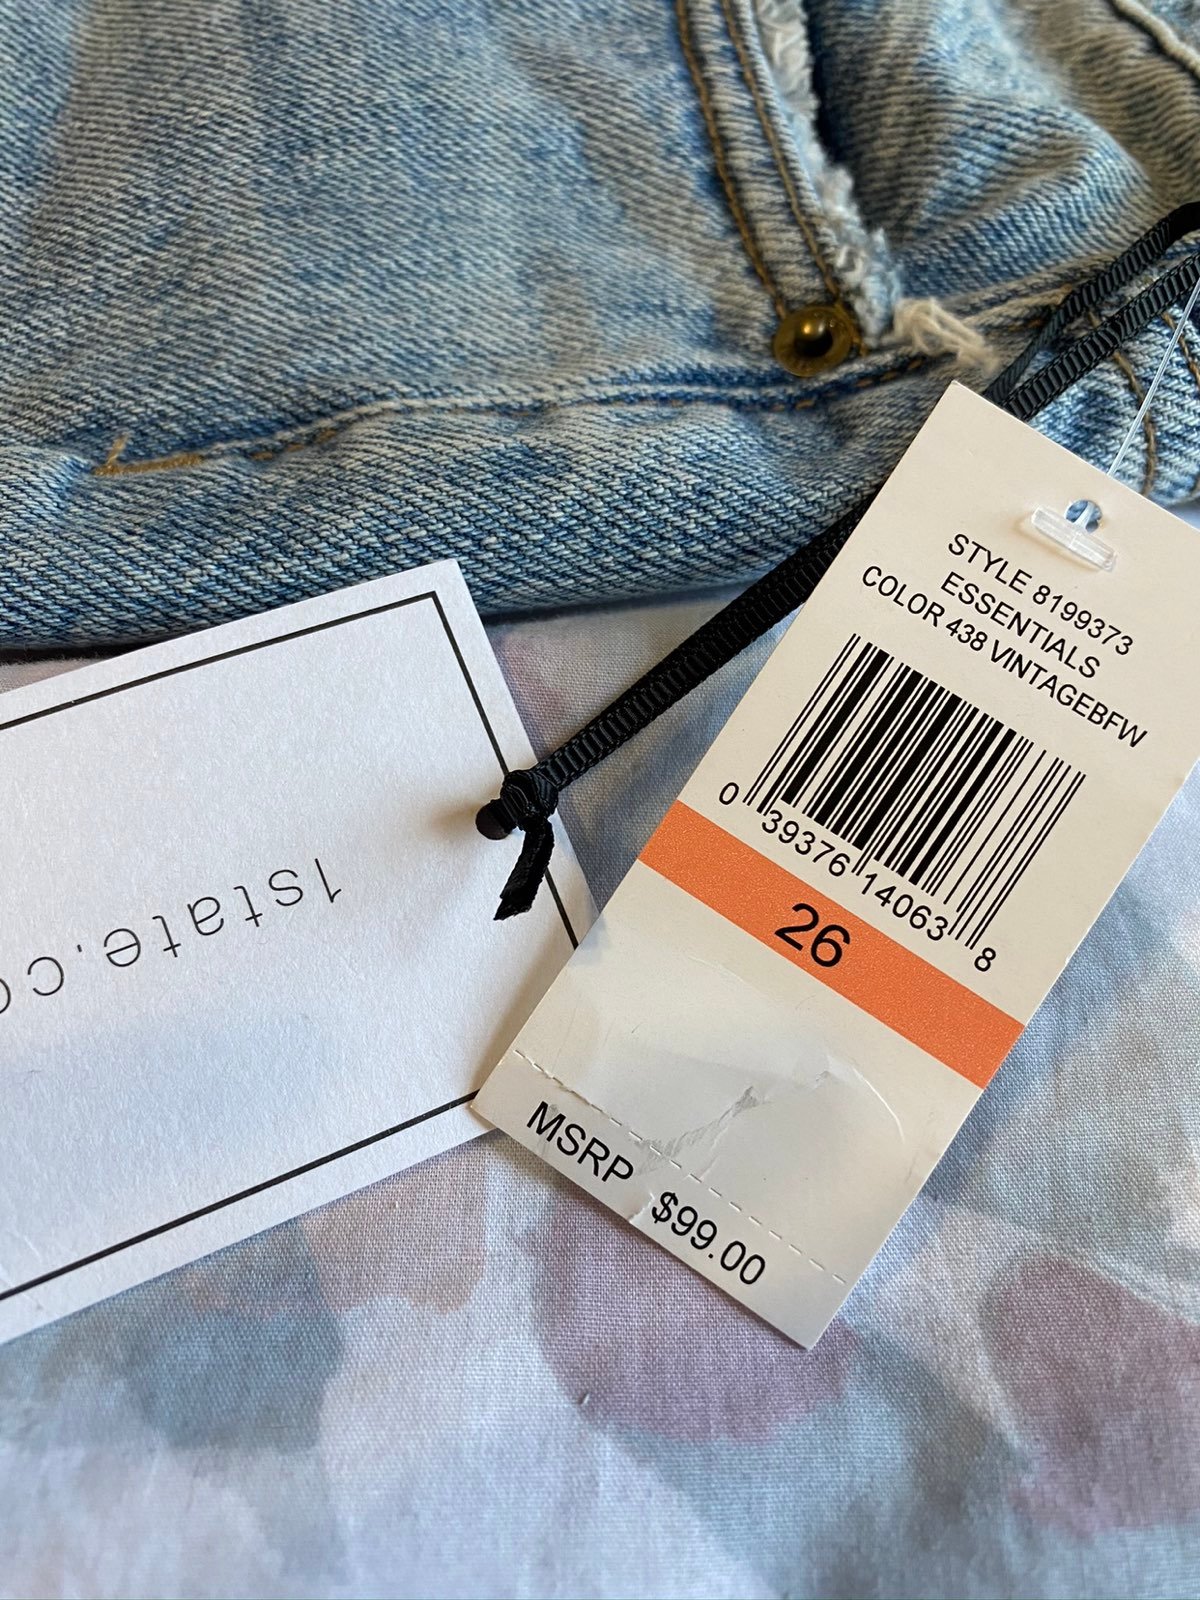 STYLE 8199373
ESSENTIALS
COLOR 438 VINTAGEBFW
0 39376 14063 8
26
MSRP $99.00
1state.co